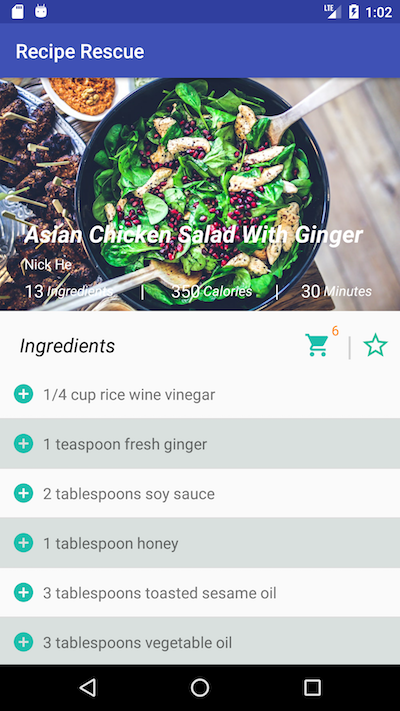 LTE 1:02
Recipe Rescue
Asian Chicken Salad With Ginger
Nick He
13 Ingredients | 350 Calories | 30 Minutes
Ingredients 6 |
1/4 cup rice wine vinegar
1 teaspoon fresh ginger
2 tablespoons soy sauce
1 tablespoon honey
3 tablespoons toasted sesame oil
3 tablespoons vegetable oil